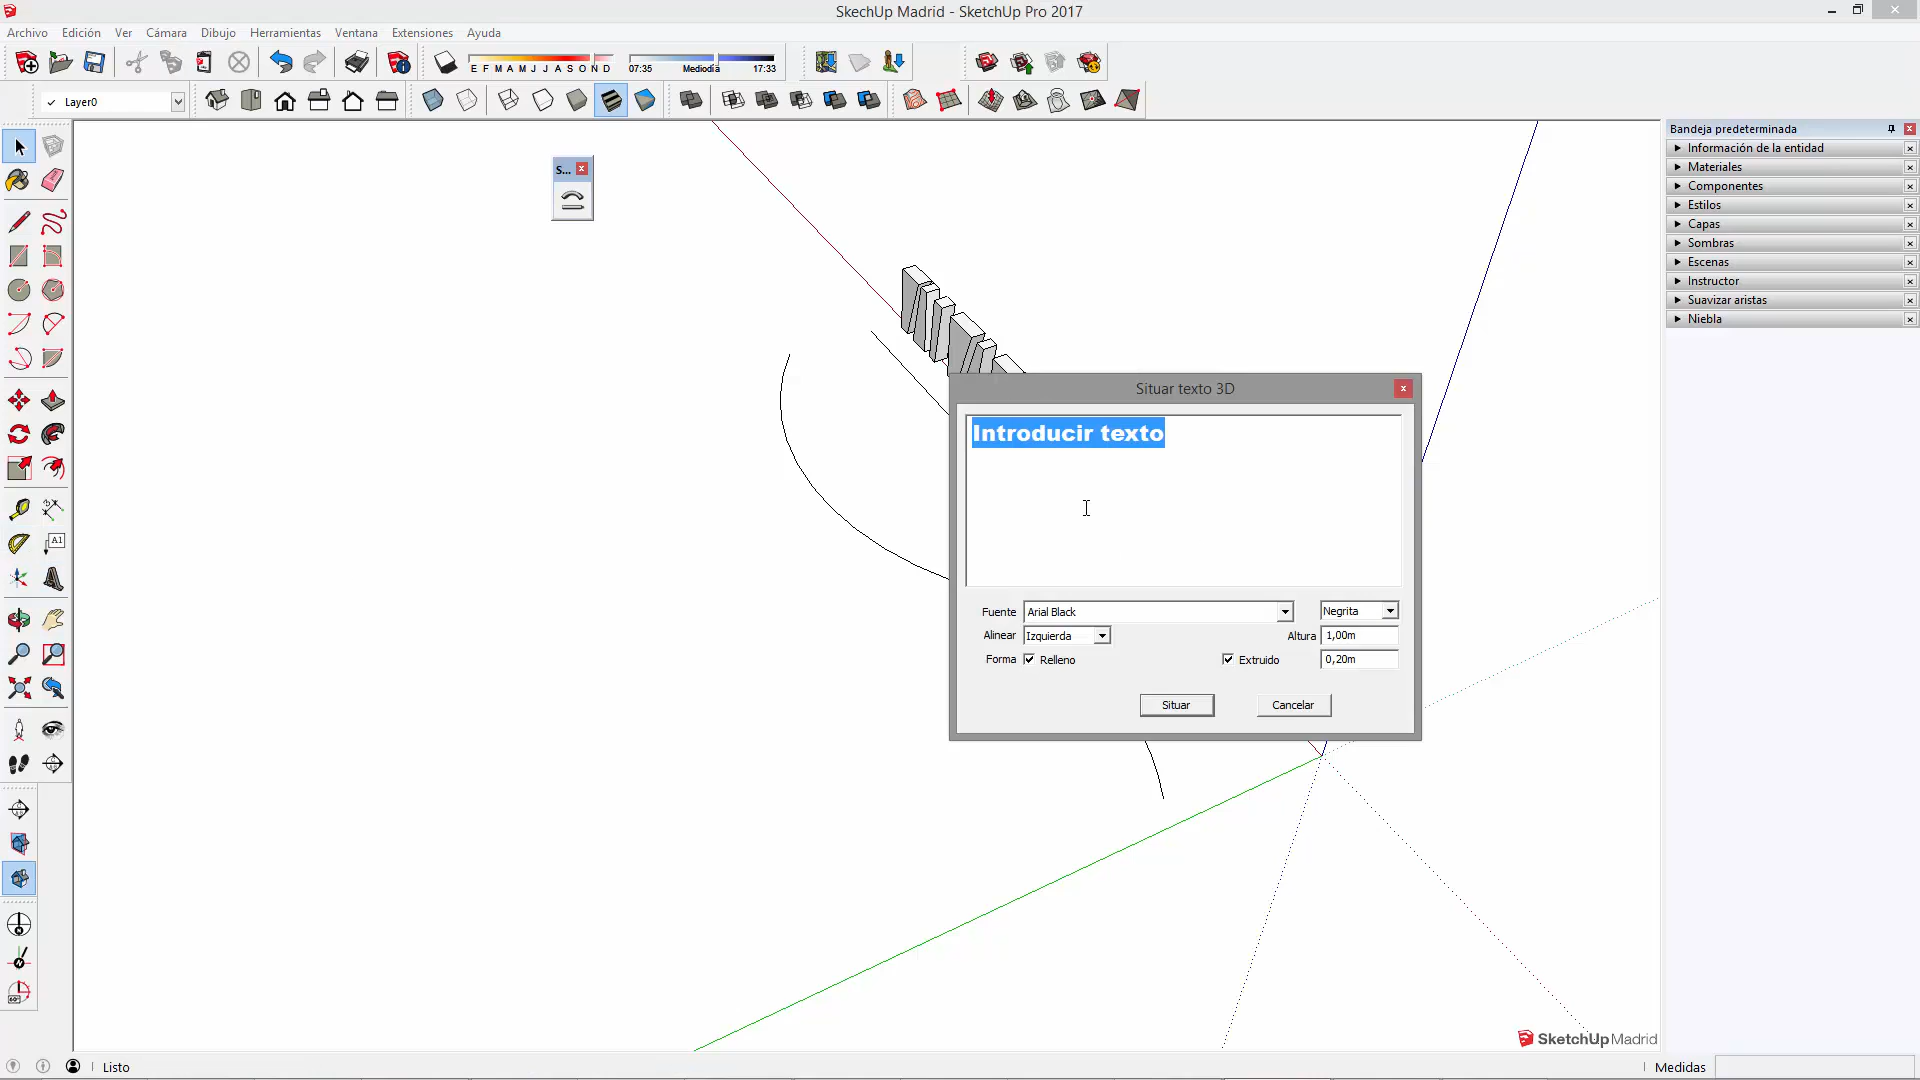 SkechUp Madrid - SketchUp Pro 2017
Archivo Edición Ver Cámara Dibujo Herramientas Ventana Extensiones Ayuda
E F M A M J J A S O N D 07:35 Mediodía 17:33
Layer0
S...
Bandeja predeterminada
Información de la entidad
Materiales
Componentes
Estilos
Capas
Sombras
Escenas
Instructor
Suavizar aristas
Niebla
Situar texto 3D
Introducir texto
Fuente Arial Black Negrita
Alinear Izquierda Altura 1,00m
Forma Relleno Extruido 0,20m
Situar Cancelar
A1
SketchUp Madrid
Listo Medidas